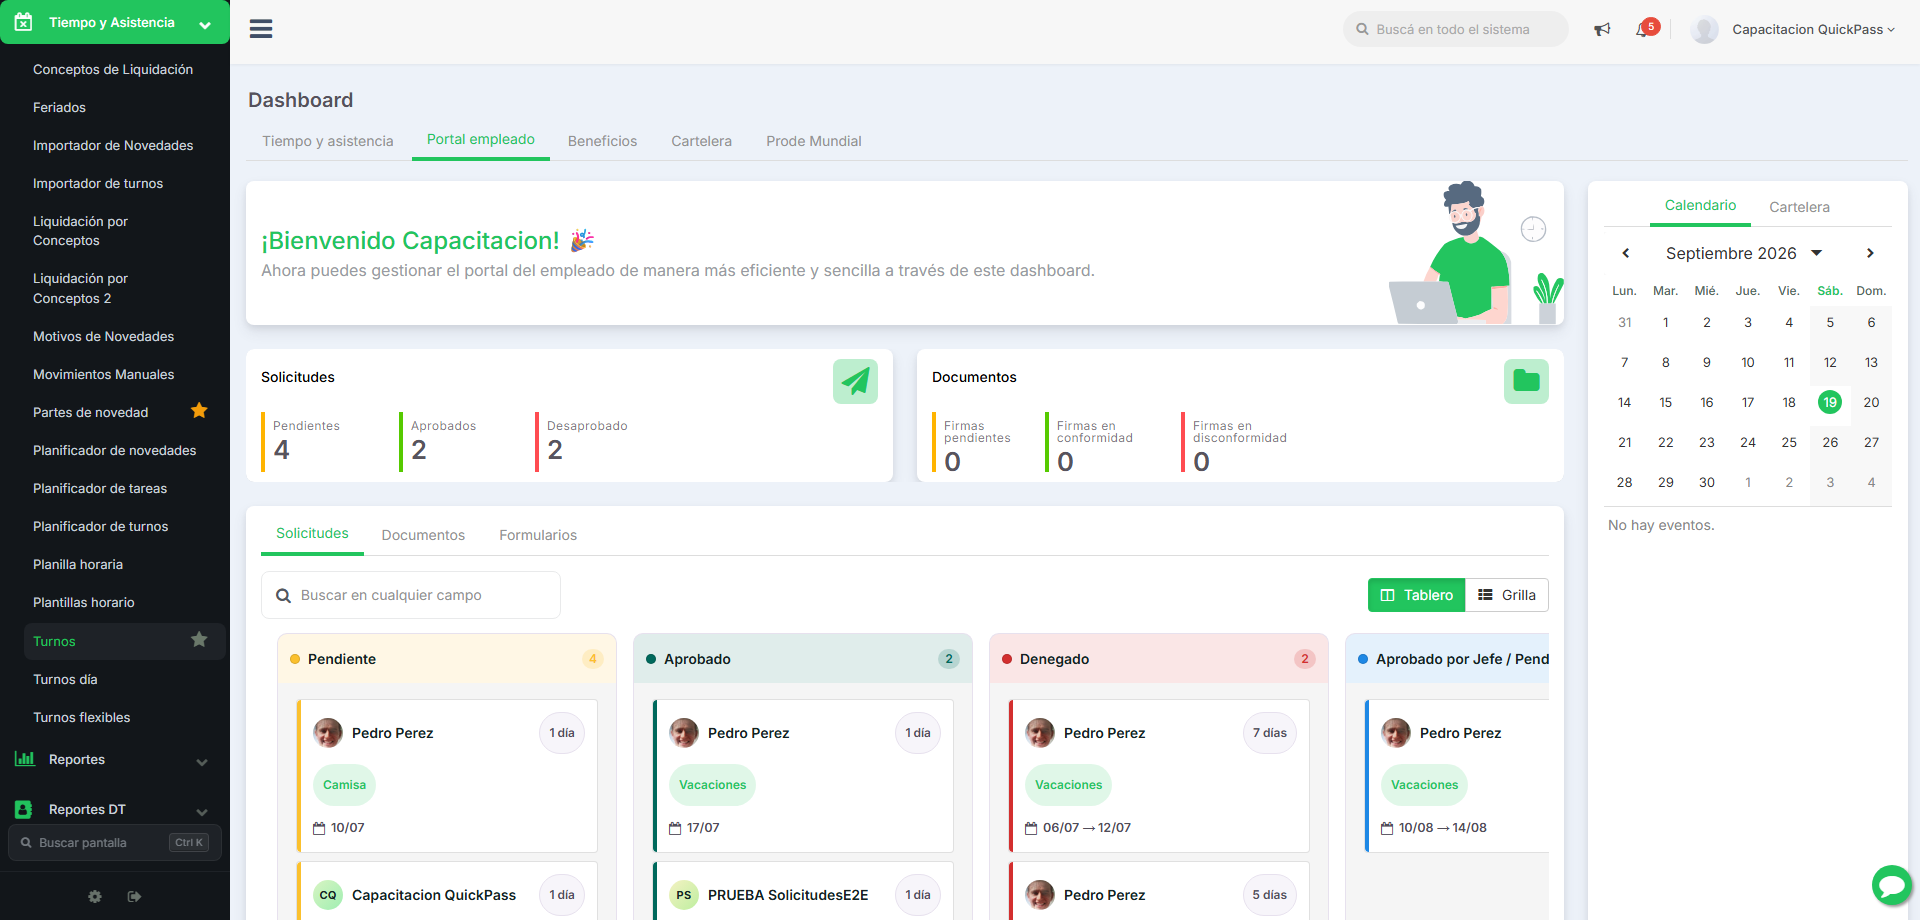 Tiempo y Asistencia
Conceptos de Liquidación
Feriados
Importador de Novedades
Importador de turnos
Liquidación por
Conceptos
Liquidación por
Conceptos 2
Motivos de Novedades
Movimientos Manuales
Partes de novedad
Planificador de novedades
Planificador de tareas
Planificador de turnos
Planilla horaria
Plantillas horario
Turnos
Turnos día
Turnos flexibles
Reportes
Reportes DT
Buscar pantalla Ctrl K
Buscá en todo el sistema
5
Capacitacion QuickPass
Dashboard
Tiempo y asistencia Portal empleado Beneficios Cartelera Prode Mundial
¡Bienvenido Capacitacion! 🎉
Ahora puedes gestionar el portal del empleado de manera más eficiente y sencilla a través de este dashboard.
Solicitudes
Pendientes Aprobados Desaprobado
4 2 2
Documentos
Firmas pendientes
0
Firmas en conformidad
0
Firmas en disconformidad
0
Solicitudes Documentos Formularios
Buscar en cualquier campo
Tablero Grilla
Pendiente 4
Pedro Perez 1 día
Camisa
10/07
CQ Capacitacion QuickPass 1 día
Aprobado 2
Pedro Perez 1 día
Vacaciones
17/07
PS PRUEBA SolicitudesE2E 1 día
Denegado 2
Pedro Perez 7 días
Vacaciones
06/07 → 12/07
Pedro Perez 5 días
Aprobado por Jefe / Pend
Pedro Perez
Vacaciones
10/08 → 14/08
Calendario Cartelera
Septiembre 2026
Lun. Mar. Mié. Jue. Vie. Sáb. Dom.
31 1 2 3 4 5 6
7 8 9 10 11 12 13
14 15 16 17 18 19 20
21 22 23 24 25 26 27
28 29 30 1 2 3 4
No hay eventos.